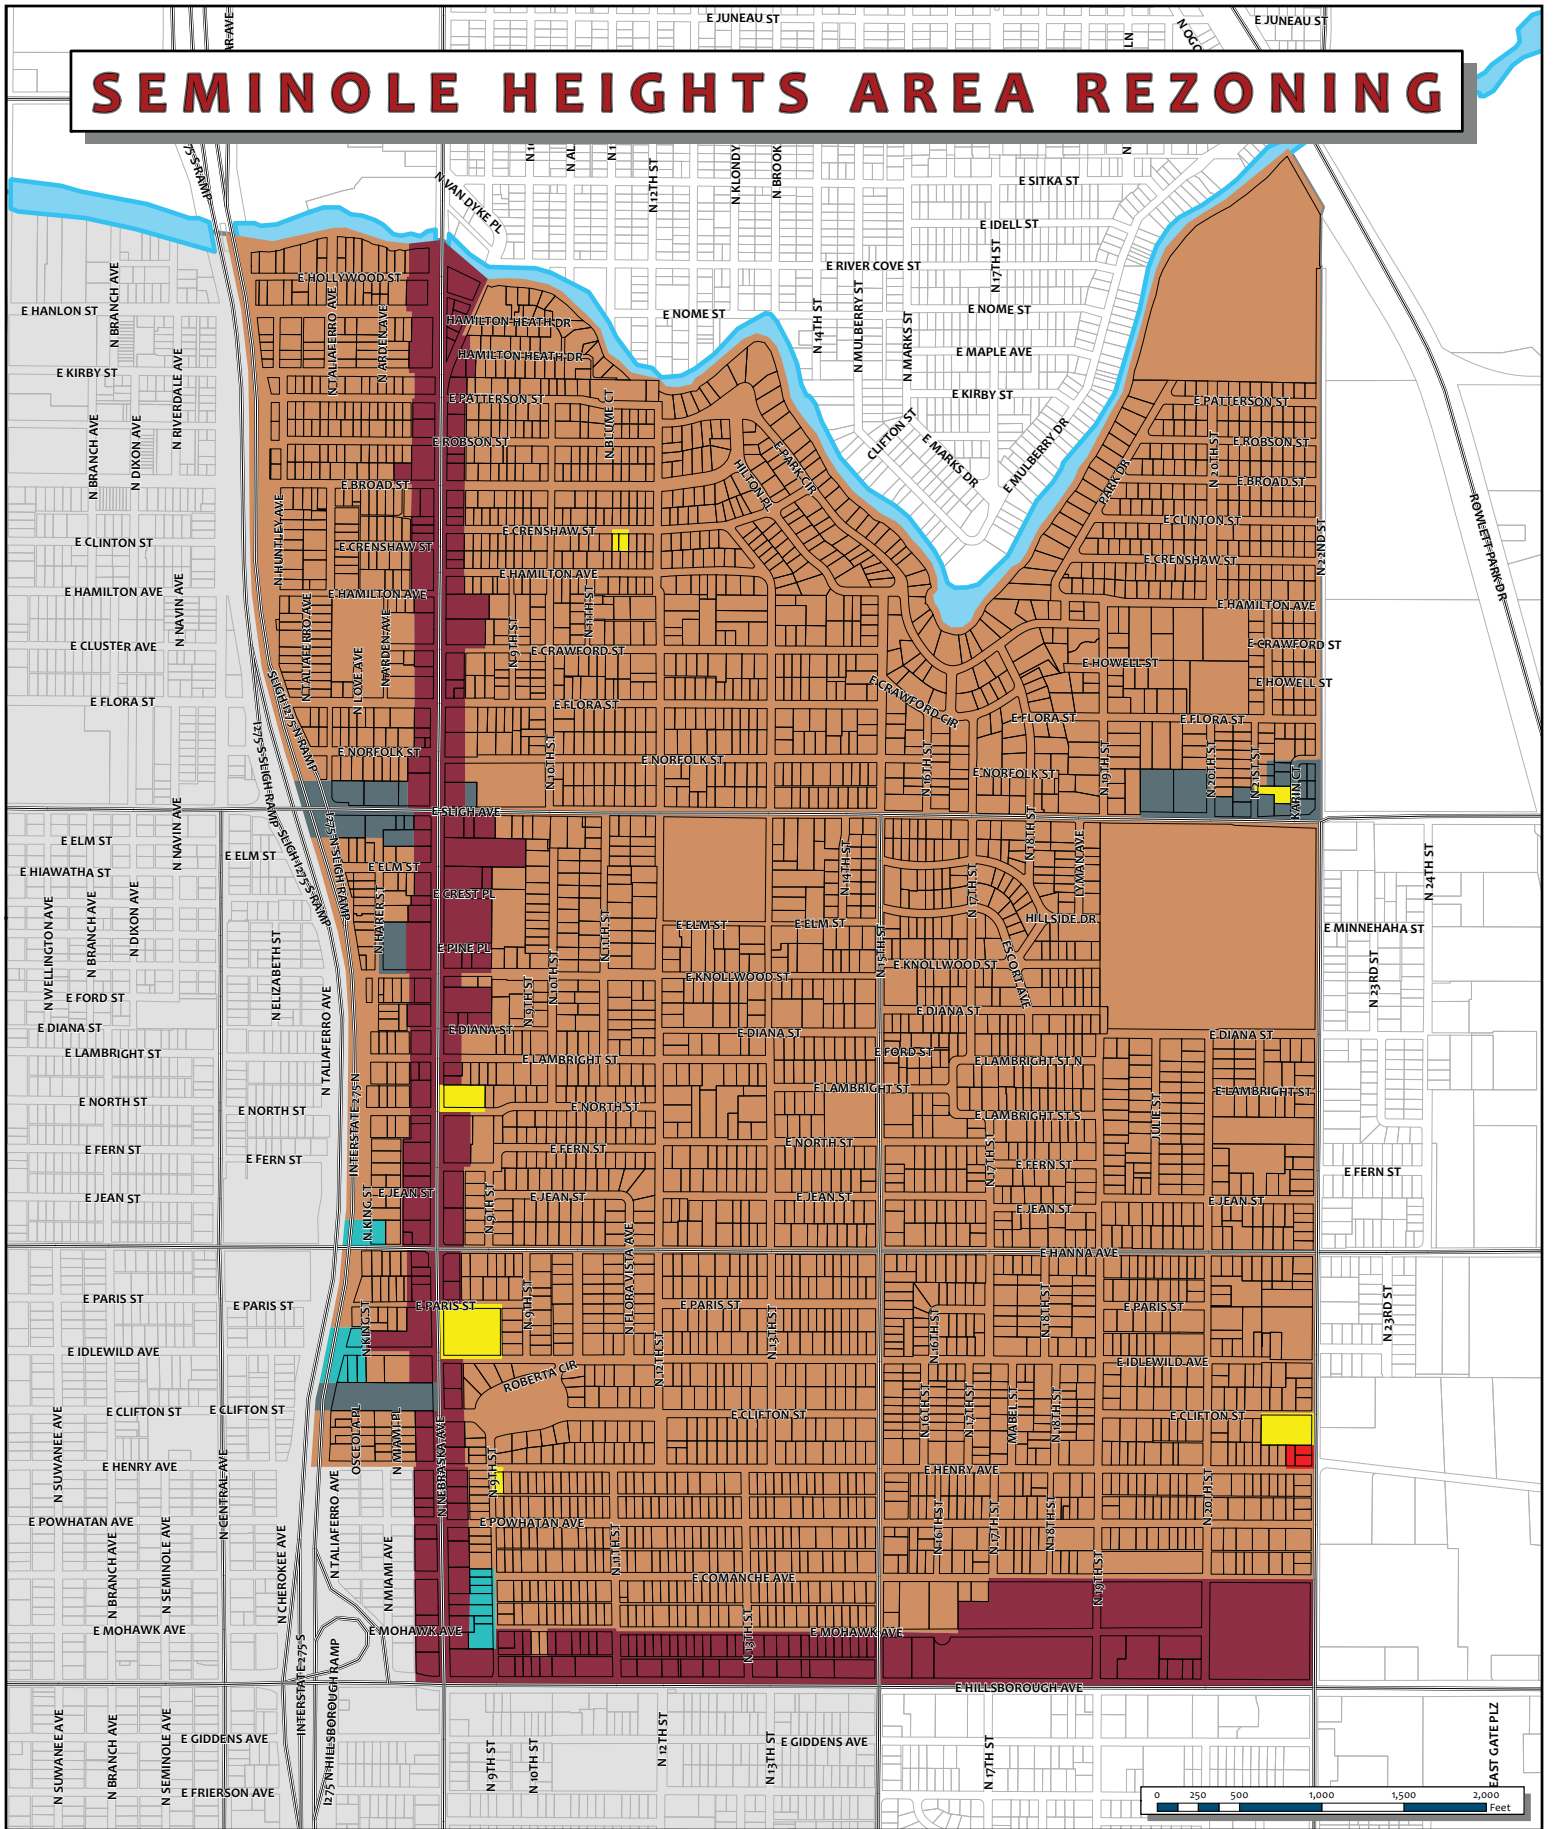 E JUNEAU ST
E JUNEAU ST
SEMINOLE HEIGHTS AREA REZONING
N VAN DYKE PL
N 12TH ST
N KLONDY
N BROOK
E SITKA ST
E IDELL ST
N 17TH ST
E RIVER COVE ST
E HOLLYWOOD ST
N BRANCH AVE
E HANLON ST
N TALIAFERRO AVE
N ARDEN AVE
HAMILTON HEATH DR
E NOME ST
N 14TH ST
N MULBERRY ST
N MARKS ST
E NOME ST
HAMILTON HEATH DR
E MAPLE AVE
E KIRBY ST
N RIVERDALE AVE
E PATTERSON ST
N BLUME CT
E KIRBY ST
E PATTERSON ST
N BRANCH AVE
N DIXON AVE
E ROBSON ST
CLIFTON ST
E MARKS DR
E MULBERRY DR
N 20TH ST
E ROBSON ST
E PARK CIR
HILTON PL
PARK DR
E BROAD ST
E BROAD ST
N HUNTLEY AVE
E CRENSHAW ST
E CLINTON ST
ROWLETT PARK DR
E CLINTON ST
E CRENSHAW ST
E CRENSHAW ST
N 22ND ST
E HAMILTON AVE
N NAVIN AVE
E HAMILTON AVE
E HAMILTON AVE
N 11TH ST
E HAMILTON AVE
N TALIAFERRO AVE
N ARDEN AVE
E CLUSTER AVE
N 9TH ST
E CRAWFORD ST
E CRAWFORD ST
E HOWELL ST
N LOVE AVE
E HOWELL ST
E FLORA ST
E FLORA ST
E CRAWFORD CIR
E FLORA ST
E FLORA ST
SLIGH-I275-N RAMP
I275-S-SLIGH-RAMP
E NORFOLK ST
N 10TH ST
E NORFOLK ST
N 16TH ST
E NORFOLK ST
N 19TH ST
N 20TH ST
N 21ST ST
KARIN CT
E SLIGH AVE
N NAVIN AVE
I275-N-SLIGH-RAMP
SLIGH-I275-S RAMP
E ELM ST
E ELM ST
E HIAWATHA ST
E ELM ST
N 14TH ST
N 18TH ST
LYMAN AVE
N 24TH ST
E CREST PL
N 17TH ST
N WELLINGTON AVE
N BRANCH AVE
N DIXON AVE
N HARER ST
N 11TH ST
E ELM ST
E ELM ST
HILLSIDE DR
E MINNEHAHA ST
N ELIZABETH ST
E PINE PL
N 15TH ST
E KNOLLWOOD ST
E KNOLLWOOD ST
ESCORT AVE
N 23RD ST
E FORD ST
N TALIAFERRO AVE
N 9TH ST
N 10TH ST
E DIANA ST
E DIANA ST
E DIANA ST
E DIANA ST
E DIANA ST
E LAMBRIGHT ST
E LAMBRIGHT ST
E FORD ST
E LAMBRIGHT ST N
E LAMBRIGHT ST
E LAMBRIGHT ST
E NORTH ST
E NORTH ST
INTERSTATE 275 N
E NORTH ST
E LAMBRIGHT ST S
JULIE ST
E FERN ST
E FERN ST
E FERN ST
E NORTH ST
N 17TH ST
E FERN ST
E FERN ST
E JEAN ST
N KING ST
E JEAN ST
N 9TH ST
E JEAN ST
E JEAN ST
E JEAN ST
E JEAN ST
N FLORA VISTA AVE
E HANNA AVE
E PARIS ST
E PARIS ST
N KING ST
E PARIS ST
N 9TH ST
E PARIS ST
N 13TH ST
N 16TH ST
N 18TH ST
E PARIS ST
N 23RD ST
E IDLEWILD AVE
N 12TH ST
E IDLEWILD AVE
ROBERTA CIR
E CLIFTON ST
E CLIFTON ST
E CLIFTON ST
N 16TH ST
N 17TH ST
MABEL ST
N 18TH ST
E CLIFTON ST
N SUWANEE AVE
OSCEOLA PL
N MIAMI PL
N NEBRASKA AVE
E HENRY AVE
N CENTRAL AVE
N 9TH ST
E HENRY AVE
N 20TH ST
E POWHATAN AVE
N TALIAFERRO AVE
E POWHATAN AVE
N 11TH ST
N 16TH ST
N 17TH ST
N 18TH ST
N BRANCH AVE
N SEMINOLE AVE
N CHEROKEE AVE
N MIAMI AVE
E COMANCHE AVE
N 19TH ST
E MOHAWK AVE
E MOHAWK AVE
N 13TH ST
E MOHAWK AVE
INTERSTATE 275 S
I275 N HILLSBOROUGH RAMP
E HILLSBOROUGH AVE
N SUWANEE AVE
N BRANCH AVE
N SEMINOLE AVE
E GIDDENS AVE
N 9TH ST
N 10TH ST
N 12TH ST
N 13TH ST
E GIDDENS AVE
N 17TH ST
EAST GATE PLZ
E FRIERSON AVE
0 250 500 1,000 1,500 2,000
Feet